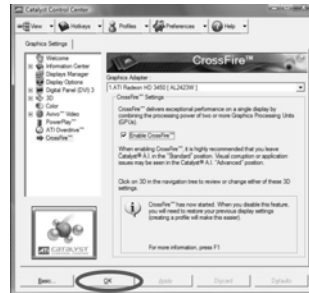 Catalyst Control Center
View
Hotkeys
Profiles
Preferences
Help
Graphics Settings
Welcome
Information Center
Displays Manager
Display Options
Digital Panel (DVI) 3
3D
Color
Avivo™ Video
PowerPlay™
ATI Overdrive™
CrossFire™
CATALYST
CrossFire™
Graphics Adapter :
1.ATI Radeon HD 3450 [ AL2423W ]
CrossFire™ Settings
CrossFire™ delivers exceptional performance on a single display by
combining the processing power of two or more Graphics Processing Units
(GPUs).
Enable CrossFire™
When enabling CrossFire™, it is highly recommended that you leave
Catalyst® A.I. in the "Standard" position. Visual corruption or application
issues may be seen in the Catalyst® A.I. "Advanced" position.
Click on 3D in the navigation tree to review or change either of these 3D
settings.
CrossFire™ has now started. When you disable this feature,
you will need to restore your previous display settings
(creating a profile will make this easier).
For more information, press F1
Basic...
OK
Apply
Discard
Defaults